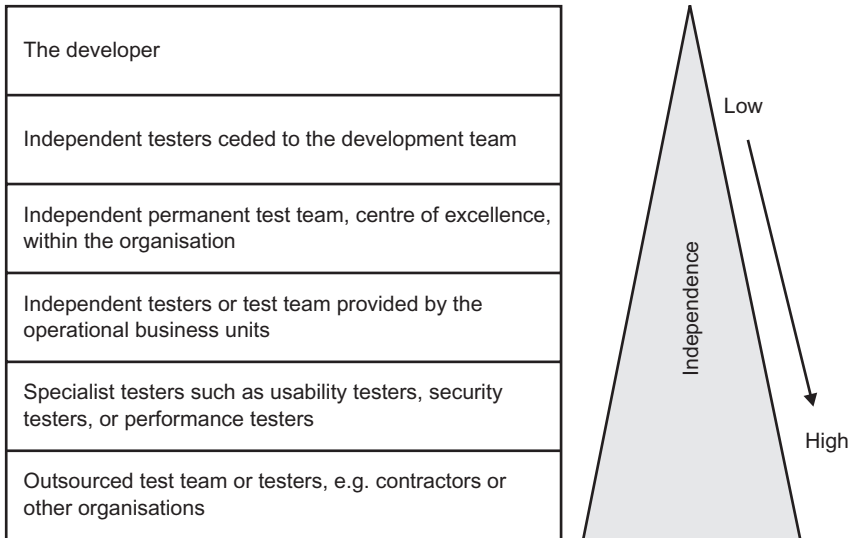 The developer
Independent testers ceded to the development team
Independent permanent test team, centre of excellence,
within the organisation
Independent testers or test team provided by the
operational business units
Specialist testers such as usability testers, security
testers, or performance testers
Outsourced test team or testers, e.g. contractors or
other organisations
Low
Independence
High